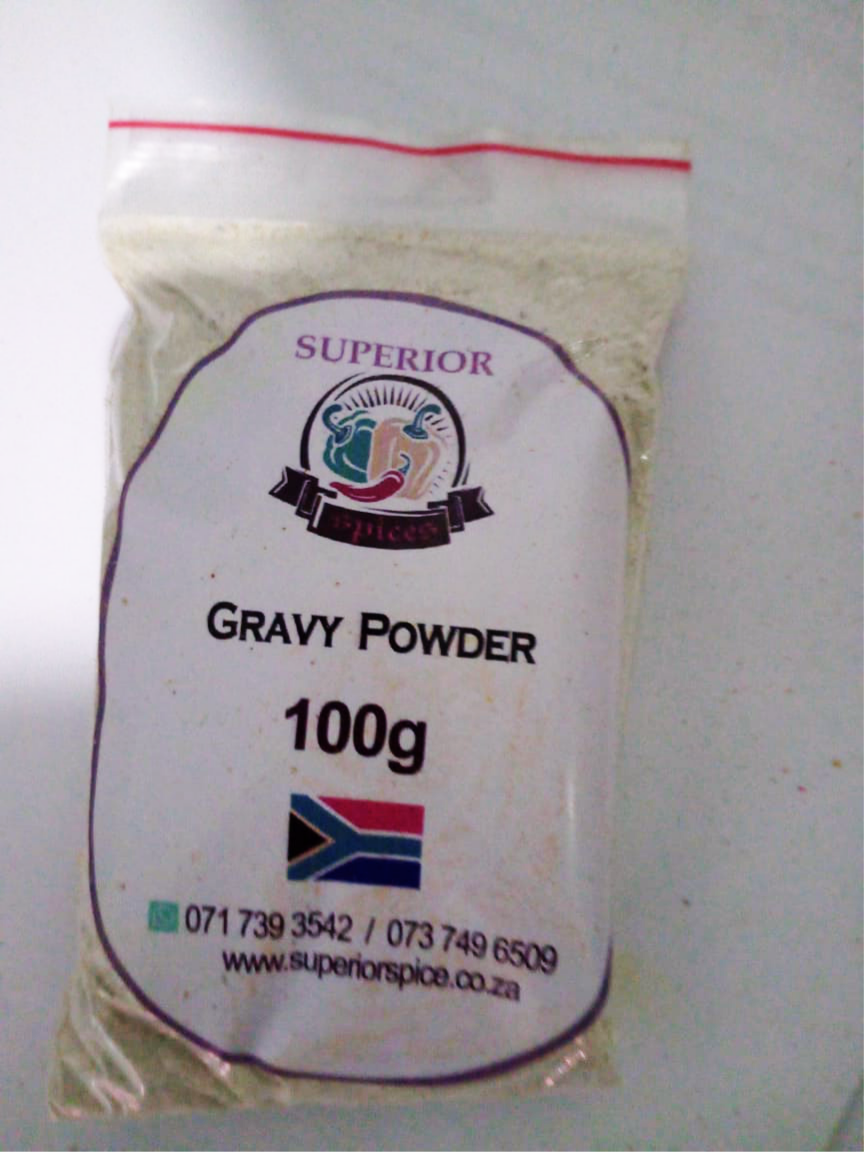 SUPERIOR
Spices
GRAVY POWDER
100g
071 739 3542 / 073 749 6509
www.superiorspice.co.za